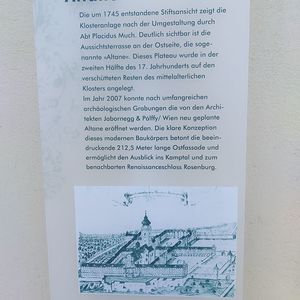 Die um 1745 entstandene Stiftsansicht zeigt die
Klosteranlage nach der Umgestaltung durch
Abt Placidus Much. Deutlich sichtbar ist die
Aussichtsterrasse an der Ostseite, die soge-
nannte »Altane«. Dieses Plateau wurde in der
zweiten Hälfte des 17. Jahrhunderts auf den
verschütteten Resten des mittelalterlichen
Klosters angelegt.
Im Jahr 2007 konnte nach umfangreichen
archäologischen Grabungen die von den Archi-
tekten Jabornegg & Pálffy/ Wien neu geplante
Altane eröffnet werden. Die klare Konzeption
dieses modernen Baukörpers betont die beein-
druckende 212,5 Meter lange Ostfassade und
ermöglicht den Ausblick ins Kamptal und zum
benachbarten Renaissanceschloss Rosenburg.